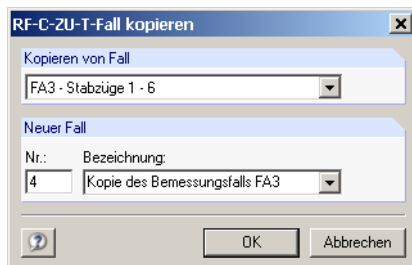 RF-C-ZU-T-Fall kopieren
Kopieren von Fall
FA3 - Stabzüge 1 - 6
Neuer Fall
Nr.: Bezeichnung:
4 Kopie des Bemessungsfalls FA3
OK Abbrechen